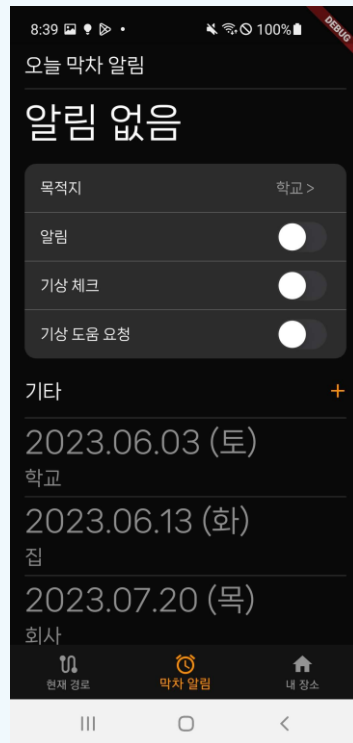 8:39 100%
DEBUG
오늘 막차 알림
알림 없음
목적지 학교 >
알림
기상 체크
기상 도움 요청
기타 +
2023.06.03 (토)
학교
2023.06.13 (화)
집
2023.07.20 (목)
회사
현재 경로 막차 알림 내 장소